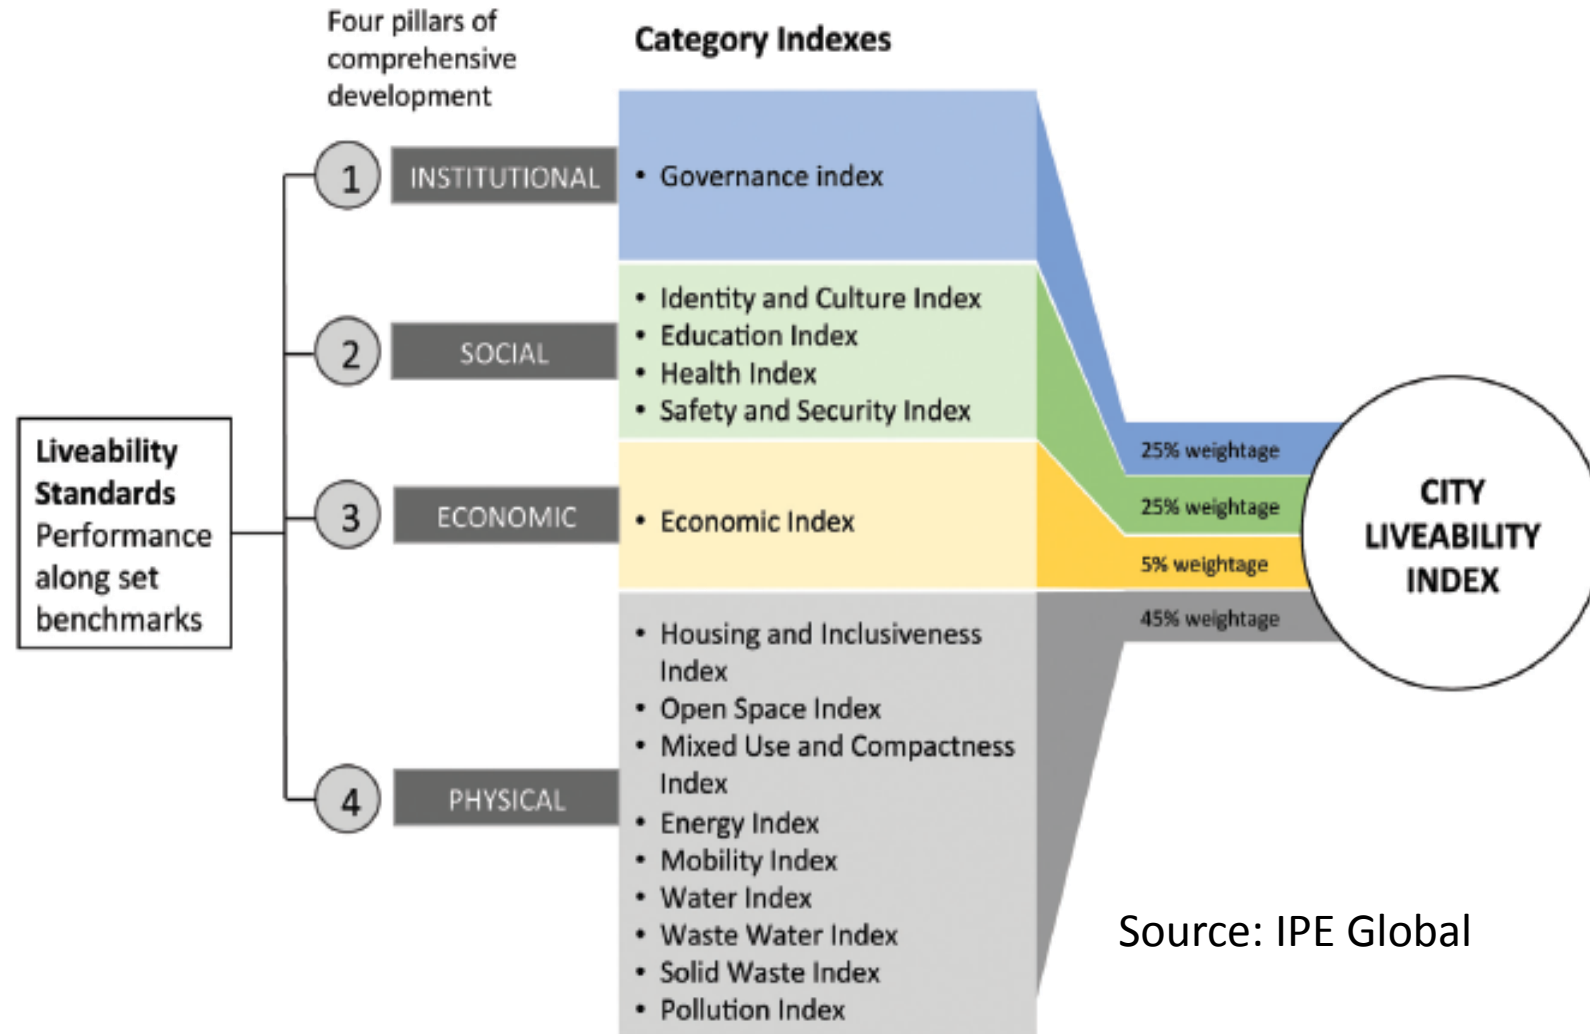 Four pillars of
comprehensive
development
Category Indexes
Liveability
Standards
Performance
along set
benchmarks
1
INSTITUTIONAL
• Governance index
2
SOCIAL
• Identity and Culture Index
• Education Index
• Health Index
• Safety and Security Index
3
ECONOMIC
• Economic Index
4
PHYSICAL
• Housing and Inclusiveness
Index
• Open Space Index
• Mixed Use and Compactness
Index
• Energy Index
• Mobility Index
• Water Index
• Waste Water Index
• Solid Waste Index
• Pollution Index
25% weightage
25% weightage
5% weightage
45% weightage
CITY
LIVEABILITY
INDEX
Source: IPE Global